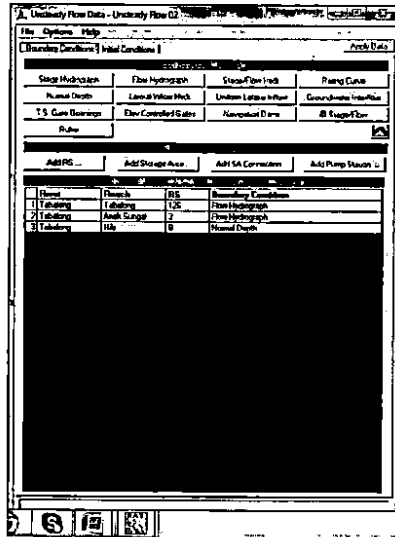 Unsteady Flow Data - Unsteady Flow 02
File Options Help
Boundary Conditions Initial Conditions Apply Data
Stage Hydrograph Flow Hydrograph Stage/Flow Hydr. Rating Curve
Normal Depth Lateral Inflow Hydr. Uniform Lateral Inflow Groundwater Interflow
T.S. Gate Openings Elev Controlled Gates Navigation Dams IB Stage/Flow
Rules
Add RS ... Add Storage Area ... Add SA Connection ... Add Pump Station ...
River Reach RS Boundary Condition
1 Tabalong Tabalong 126 Flow Hydrograph
2 Tabalong Anak Sungai 2 Flow Hydrograph
3 Tabalong 0 Normal Depth